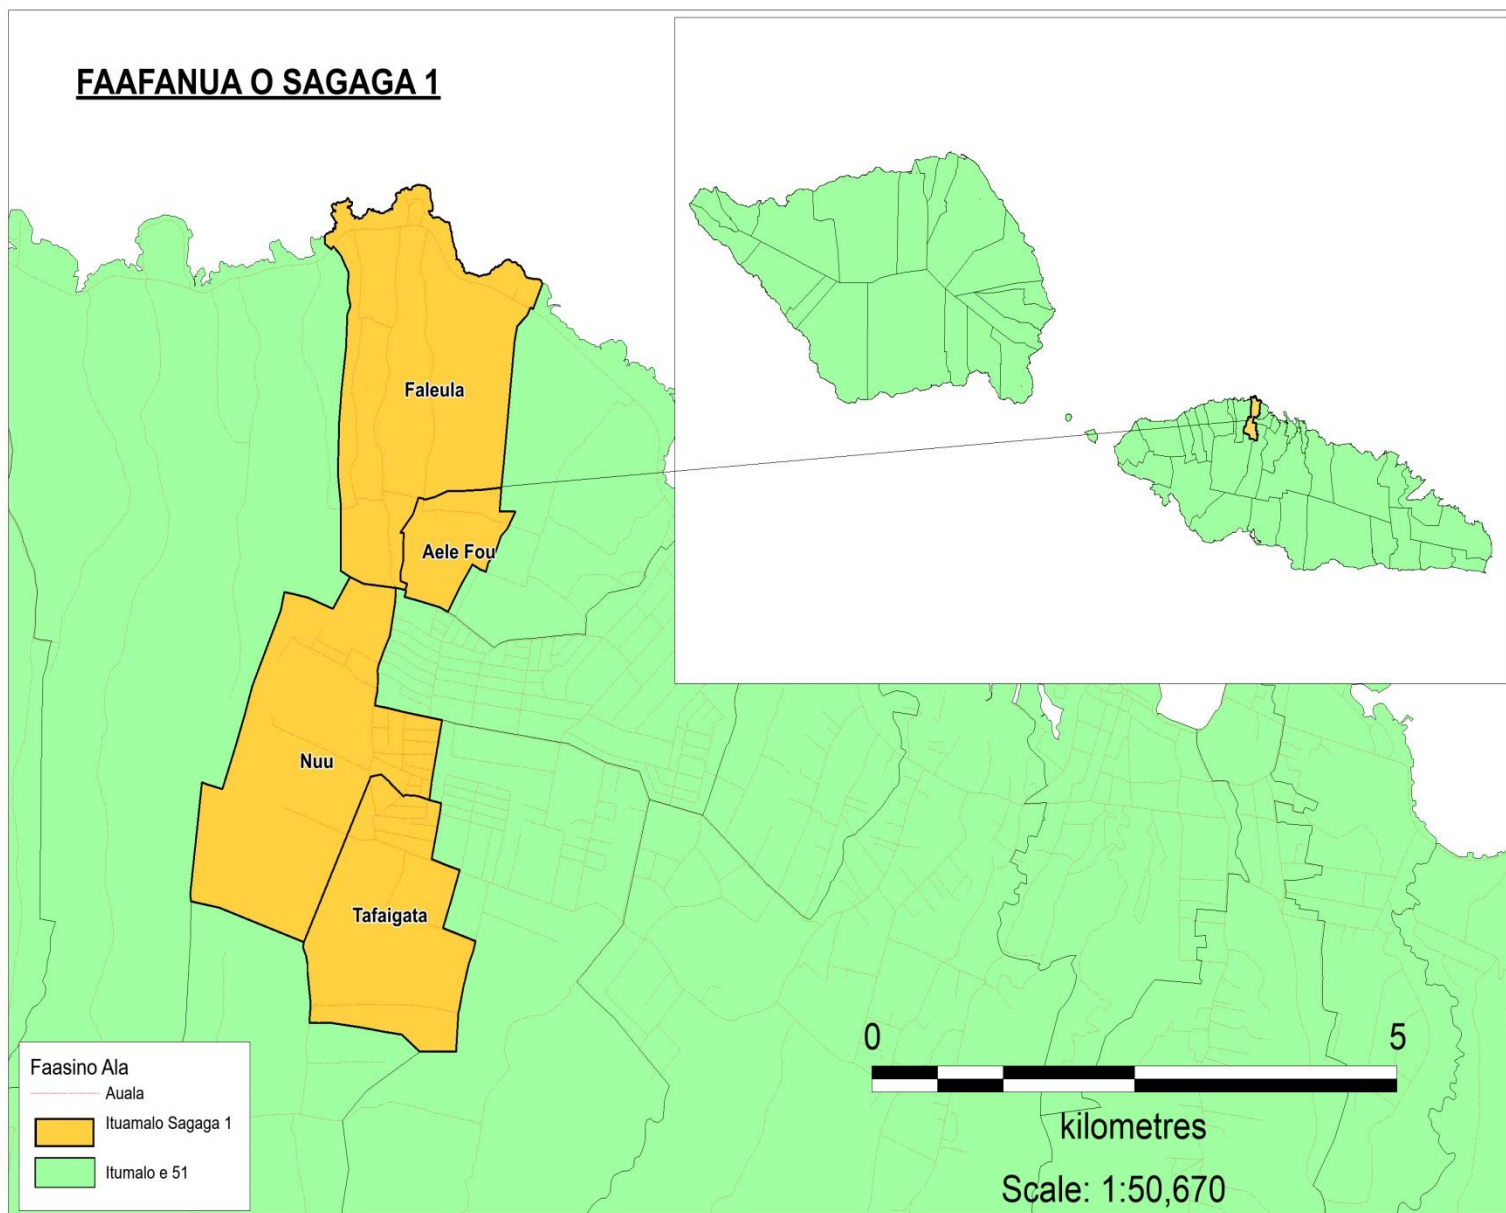 FAAFANUA O SAGAGA 1
Faleula
Aele Fou
Nuu
Tafaigata
Faasino Ala
Auala
Ituamalo Sagaga 1
Itumalo e 51
0 5
kilometres
Scale: 1:50,670